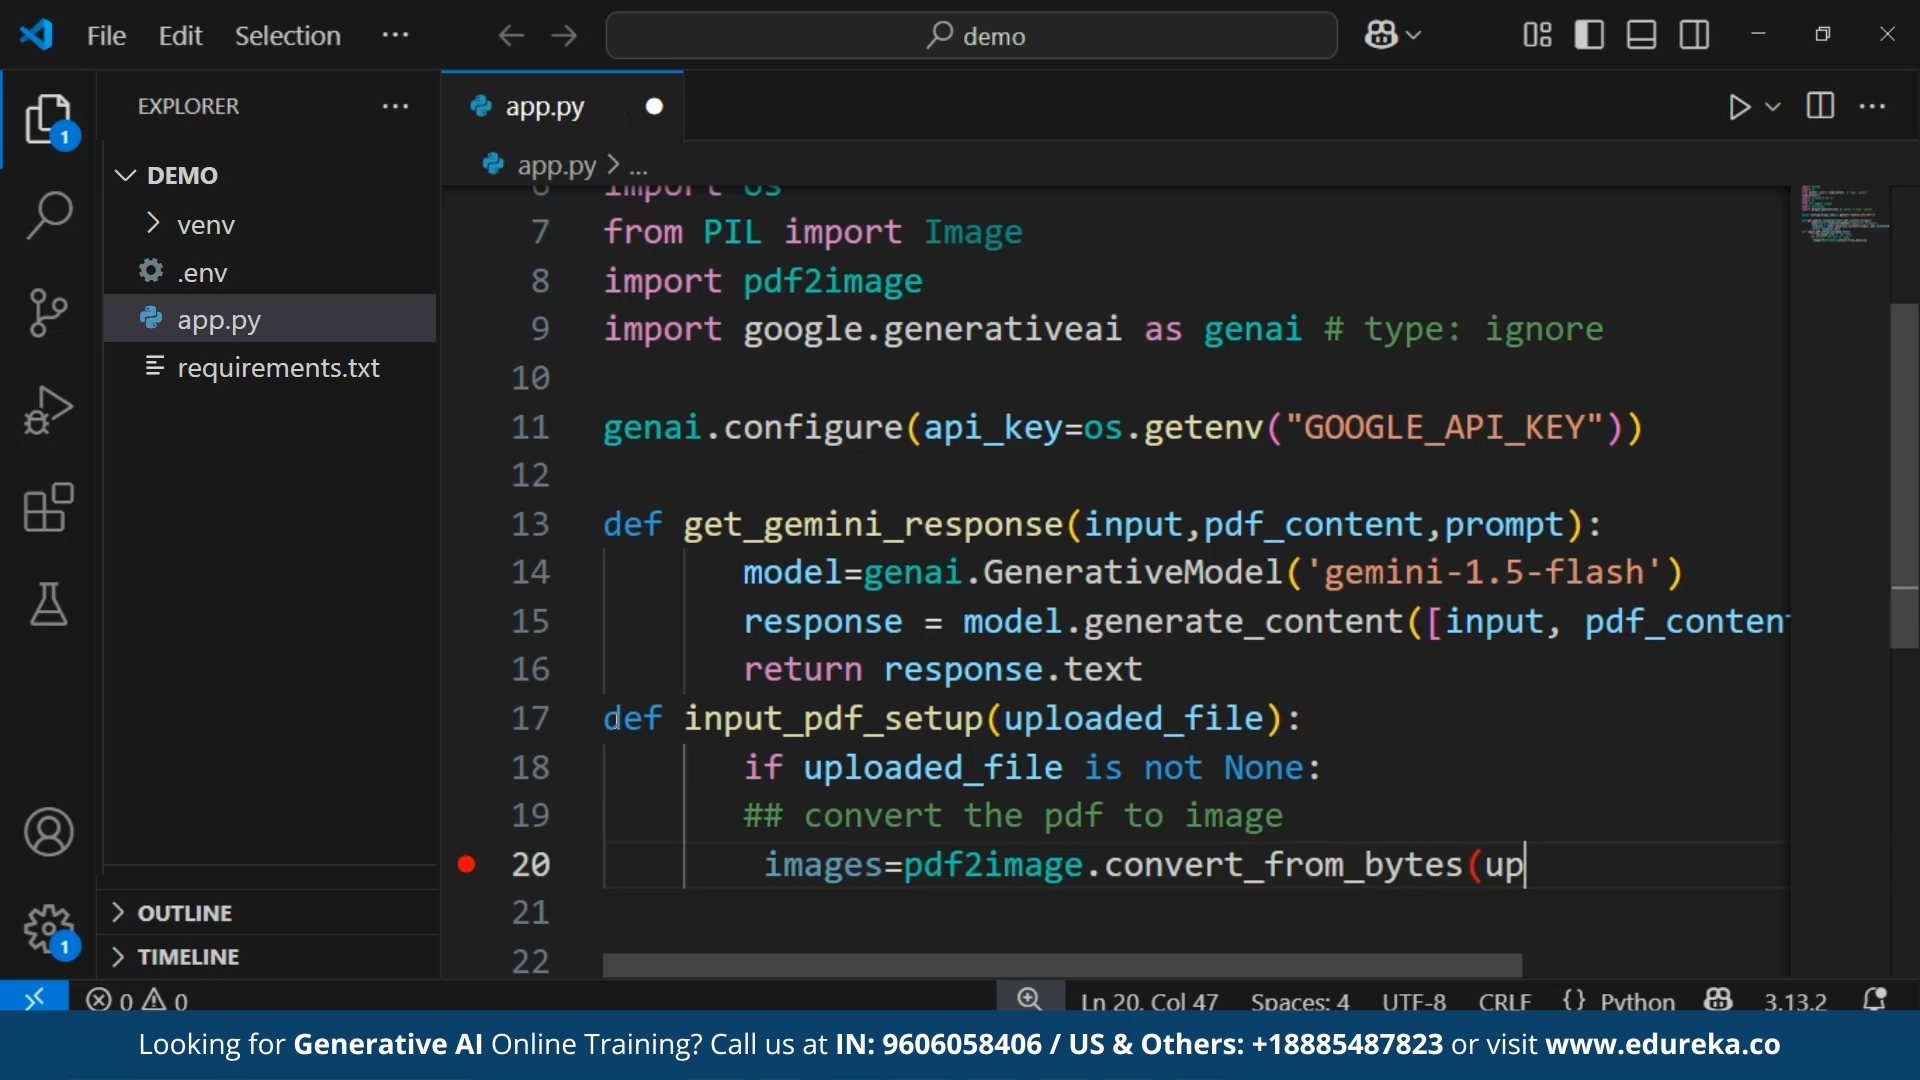 File Edit Selection ··· demo
EXPLORER ···
app.py
DEMO
app.py > ...
venv
.env
app.py
requirements.txt
OUTLINE
TIMELINE
6 import os
7 from PIL import Image
8 import pdf2image
9 import google.generativeai as genai # type: ignore
10
11 genai.configure(api_key=os.getenv("GOOGLE_API_KEY"))
12
13 def get_gemini_response(input,pdf_content,prompt):
14 model=genai.GenerativeModel('gemini-1.5-flash')
15 response = model.generate_content([input, pdf_conten
16 return response.text
17 def input_pdf_setup(uploaded_file):
18 if uploaded_file is not None:
19 ## convert the pdf to image
20 images=pdf2image.convert_from_bytes(up
21
22
1
1
0 0 Ln 20, Col 47 Spaces: 4 UTF-8 CRLF {} Python 3.13.2
Looking for Generative AI Online Training? Call us at IN: 9606058406 / US & Others: +18885487823 or visit www.edureka.co